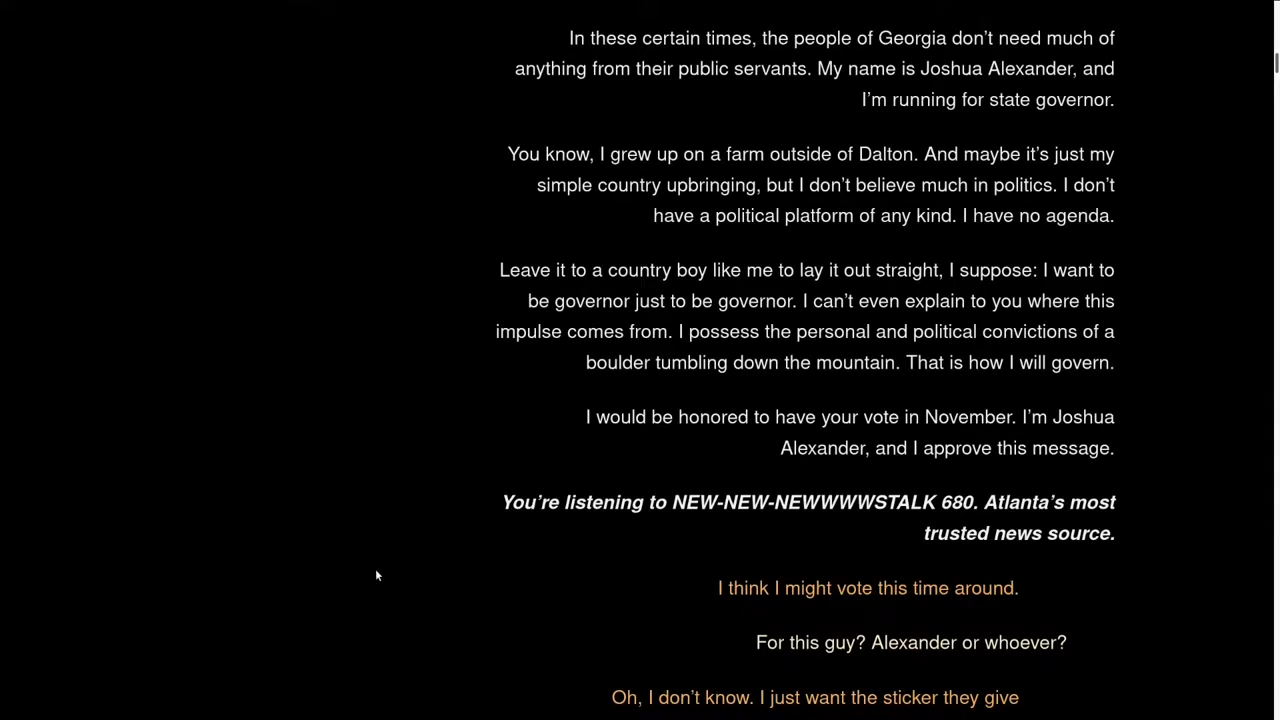 In these certain times, the people of Georgia don’t need much of
anything from their public servants. My name is Joshua Alexander, and
I’m running for state governor.
You know, I grew up on a farm outside of Dalton. And maybe it’s just my
simple country upbringing, but I don’t believe much in politics. I don’t
have a political platform of any kind. I have no agenda.
Leave it to a country boy like me to lay it out straight, I suppose: I want to
be governor just to be governor. I can’t even explain to you where this
impulse comes from. I possess the personal and political convictions of a
boulder tumbling down the mountain. That is how I will govern.
I would be honored to have your vote in November. I’m Joshua
Alexander, and I approve this message.
You’re listening to NEW-NEW-NEWWWWSTALK 680. Atlanta’s most
trusted news source.
I think I might vote this time around.
For this guy? Alexander or whoever?
Oh, I don’t know. I just want the sticker they give